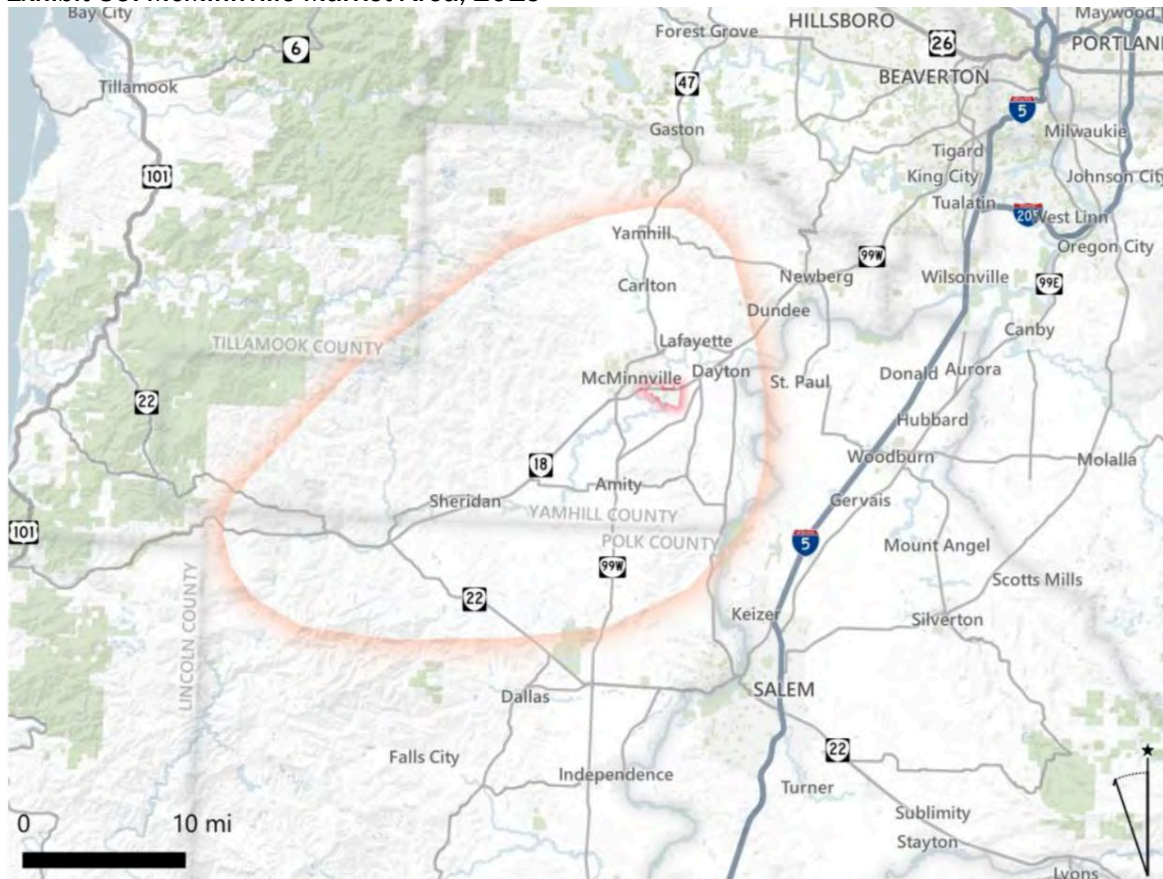 McMinnville Market Area,
Bay City
HILLSBORO
Maywood
Forest Grove
6
26
PORTLAND
Tillamook
47
BEAVERTON
5
Gaston
Milwaukie
Tigard
101
King City
Johnson City
Tualatin
205
West Linn
Yamhill
Oregon City
99W
Newberg
Wilsonville
Carlton
99E
Dundee
Canby
TILLAMOOK COUNTY
Lafayette
McMinnville
Dayton
St. Paul
Donald
Aurora
22
Hubbard
18
Woodburn
Molalla
Amity
Sheridan
Gervais
YAMHILL COUNTY
101
POLK COUNTY
5
Mount Angel
99W
Scotts Mills
22
Keizer
Silverton
LINCOLN COUNTY
Dallas
SALEM
22
Falls City
Independence
Turner
0
10 mi
Sublimity
Stayton
Lyons